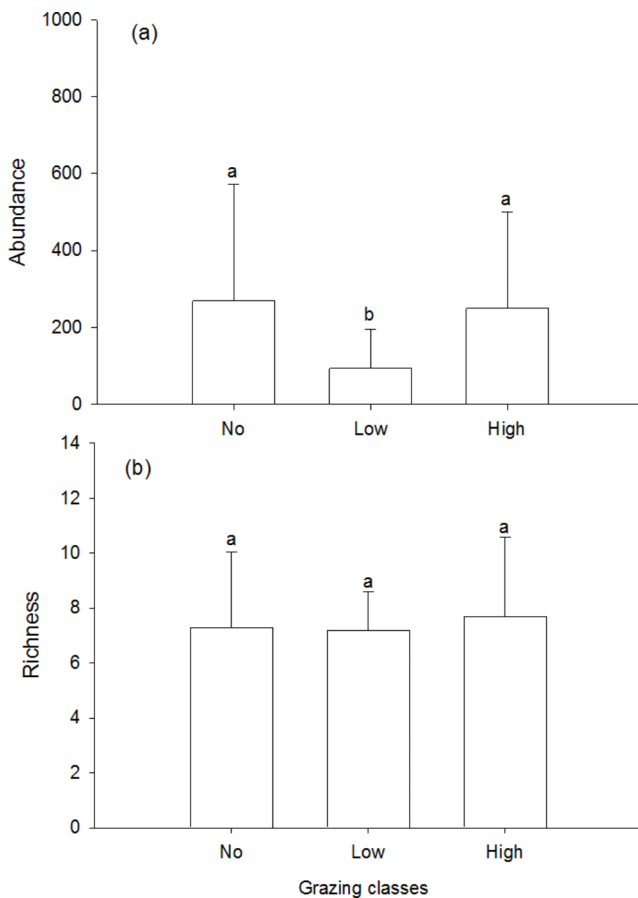 (a)
1000
800
600
400
200
0
Abundance
a
b
a
No Low High
(b)
14
12
10
8
6
4
2
0
Richness
a
a
a
No Low High
Grazing classes